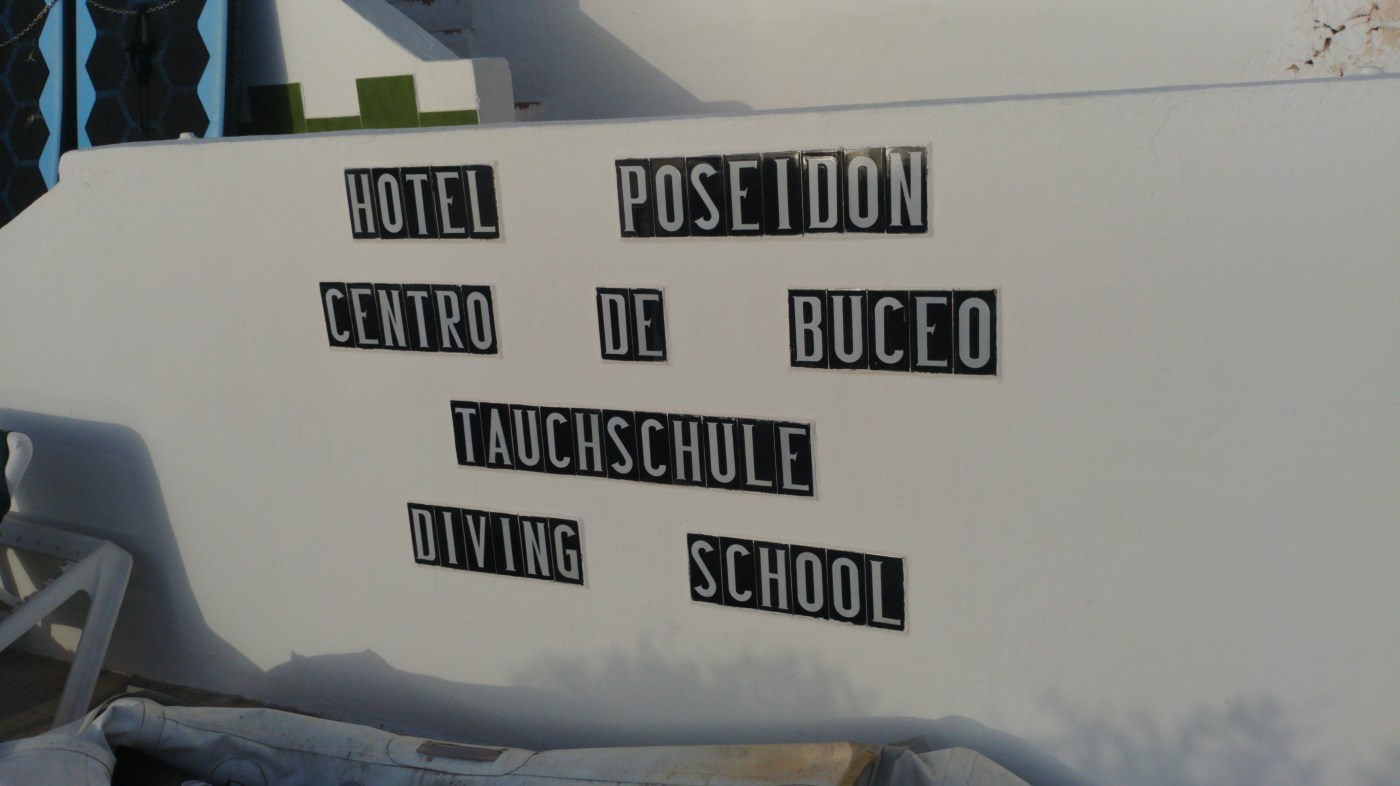 HOTEL POSEIDON
CENTRO DE BUCEO
TAUCHSCHULE
DIVING SCHOOL